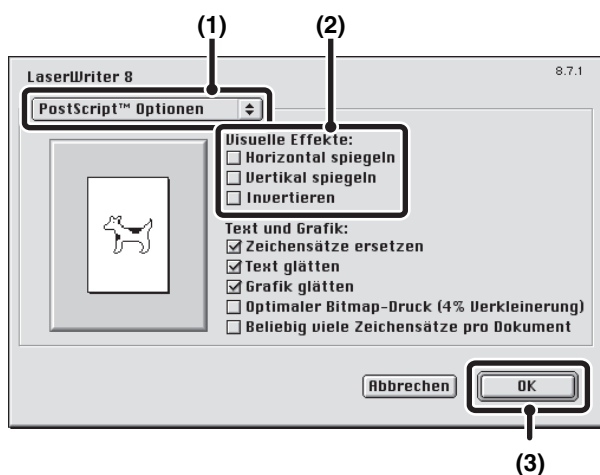 (1)
(2)
LaserWriter 8
8.7.1
PostScript™ Optionen
Visuelle Effekte:
Horizontal spiegeln
Vertikal spiegeln
Invertieren
Text und Grafik:
Zeichensätze ersetzen
Text glätten
Grafik glätten
Optimaler Bitmap-Druck (4% Verkleinerung)
Beliebig viele Zeichensätze pro Dokument
Abbrechen
OK
(3)